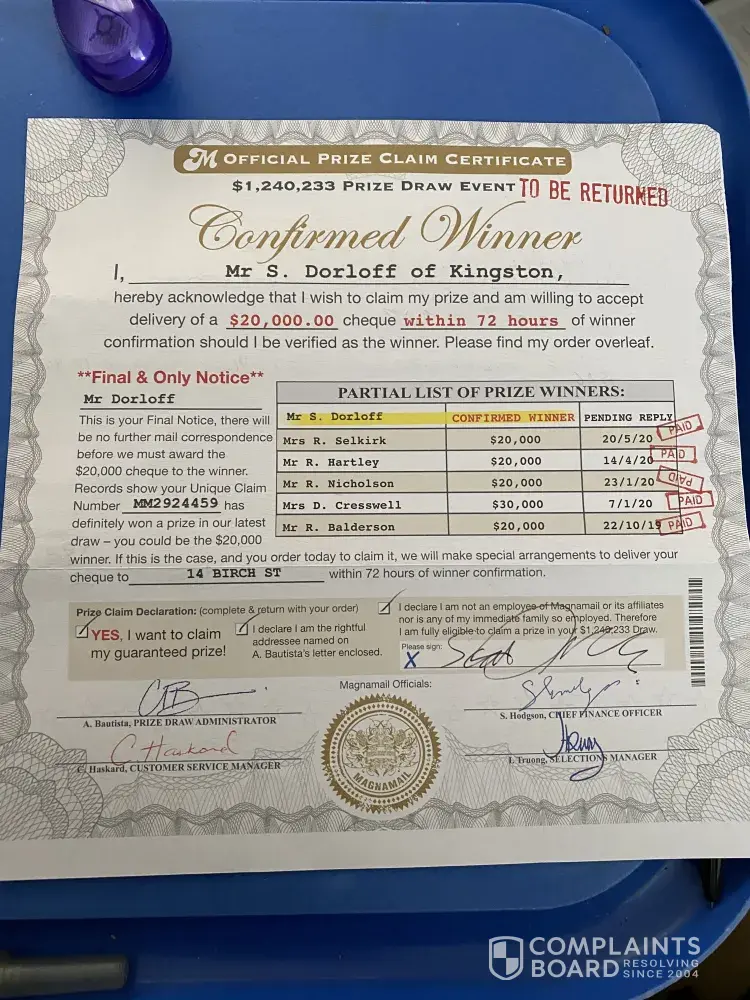 M OFFICIAL PRIZE CLAIM CERTIFICATE
$1,240,233 PRIZE DRAW EVENT TO BE RETURNED
Confirmed Winner
I, Mr S. Dorloff of Kingston,
hereby acknowledge that I wish to claim my prize and am willing to accept
delivery of a $20,000.00 cheque within 72 hours of winner
confirmation should I be verified as the winner. Please find my order overleaf.
**Final & Only Notice**
Mr Dorloff
This is your Final Notice, there will
be no further mail correspondence
before we must award the
$20,000 cheque to the winner.
Records show your Unique Claim
Number MM2924459 has
definitely won a prize in our latest
draw – you could be the $20,000
PARTIAL LIST OF PRIZE WINNERS:
Mr S. Dorloff CONFIRMED WINNER PENDING REPLY
Mrs R. Selkirk $20,000 20/5/20 PAID
Mr R. Hartley $20,000 14/4/20 PAID
Mr R. Nicholson $20,000 23/1/20 PAID
Mrs D. Cresswell $30,000 7/1/20 PAID
Mr R. Balderson $20,000 22/10/19 PAID
winner. If this is the case, and you order today to claim it, we will make special arrangements to deliver your
cheque to 14 BIRCH ST within 72 hours of winner confirmation.
Prize Claim Declaration: (complete & return with your order)
YES, I want to claim
my guaranteed prize!
I declare I am the rightful
addressee named on
A. Bautista's letter enclosed.
I declare I am not an employee of Magnamail or its affiliates
nor is any of my immediate family so employed. Therefore
I am fully eligible to claim a prize in your $1,240,233 Draw.
Please sign:
X
Magnamail Officials:
A. Bautista, PRIZE DRAW ADMINISTRATOR
S. Hodgson, CHIEF FINANCE OFFICER
C Haskard
C. Haskard, CUSTOMER SERVICE MANAGER
I. Truong, SELECTIONS MANAGER
MAGNAMAIL
COMPLAINTS
BOARD RESOLVING
SINCE 2004